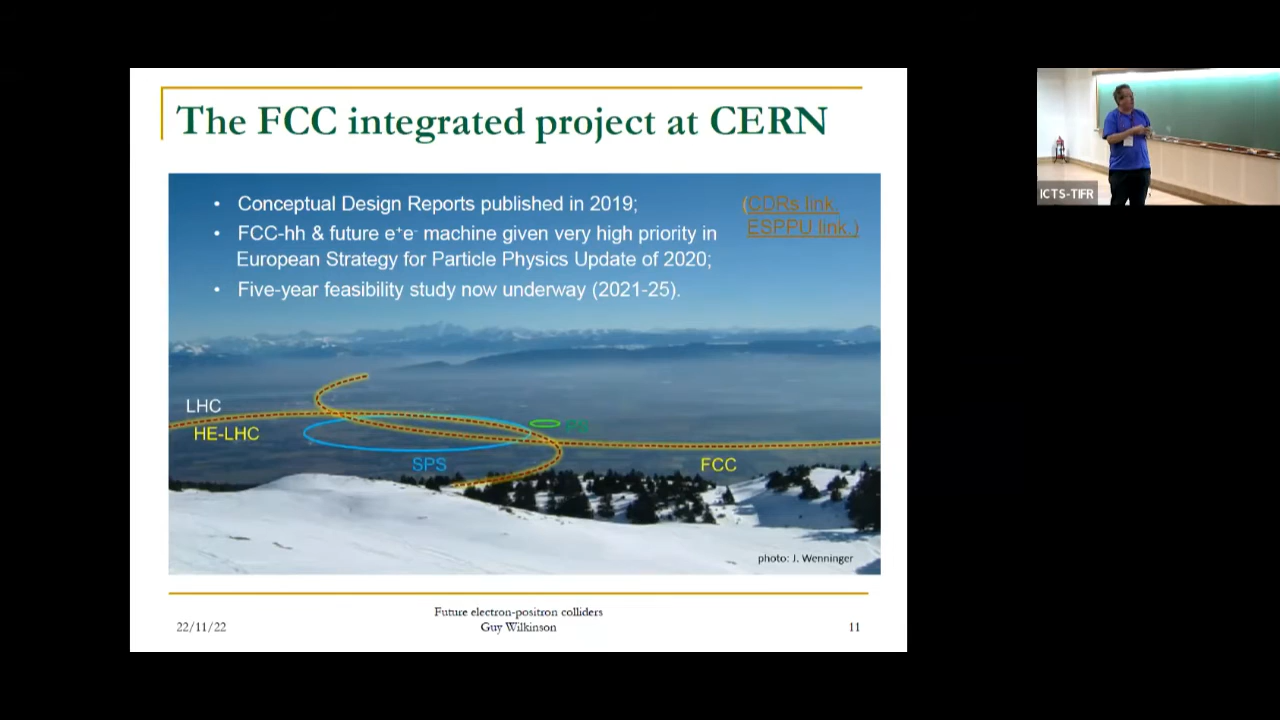 The FCC integrated project at CERN
• Conceptual Design Reports published in 2019;
(CDRs link,
ESPPU link.)
• FCC-hh & future e⁺e⁻ machine given very high priority in
European Strategy for Particle Physics Update of 2020;
• Five-year feasibility study now underway (2021-25).
LHC
HE-LHC
PS
SPS
FCC
photo: J. Wenninger
Future electron-positron colliders
22/11/22
Guy Wilkinson
11
ICTS-TIFR